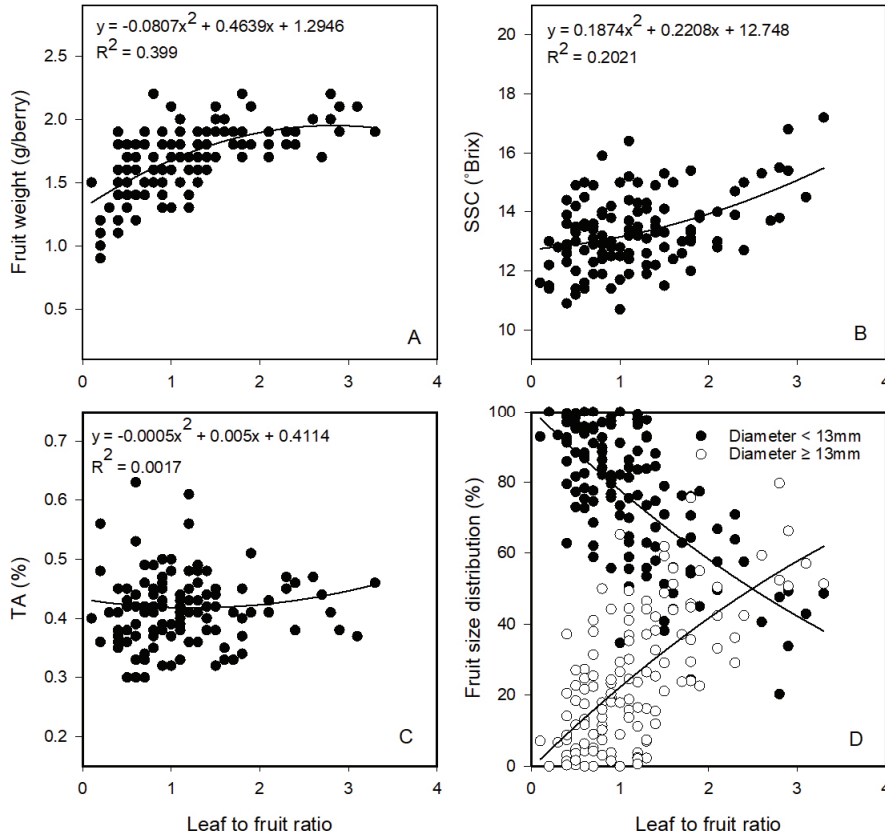 y = -0.0807x2 + 0.4639x + 1.2946
R2 = 0.399
2.5
2.0
1.5
1.0
0.5
Fruit weight (g/berry)
A
0 1 2 3 4
y = 0.1874x2 + 0.2208x + 12.748
R2 = 0.2021
20
18
16
14
12
10
SSC (°Brix)
B
0 1 2 3 4
y = -0.0005x2 + 0.005x + 0.4114
R2 = 0.0017
0.7
0.6
0.5
0.4
0.3
0.2
TA (%)
C
0 1 2 3 4
Leaf to fruit ratio
Diameter < 13mm
Diameter ≥ 13mm
100
80
60
40
20
0
Fruit size distribution (%)
D
0 1 2 3 4
Leaf to fruit ratio